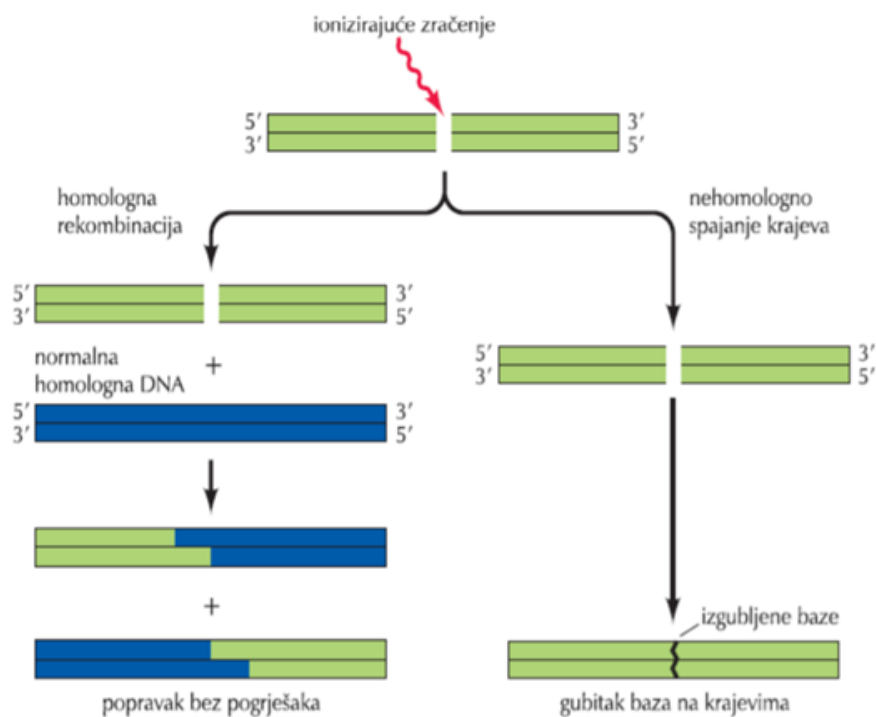 ionizirajuće zračenje
5′ 3′
3′ 5′
homologna
rekombinacija
nehomologno
spajanje krajeva
5′ 3′
3′ 5′
normalna
homologna DNA
+
5′ 3′
3′ 5′
5′ 3′
3′ 5′
+
izgubljene baze
popravak bez pogrješaka
gubitak baza na krajevima